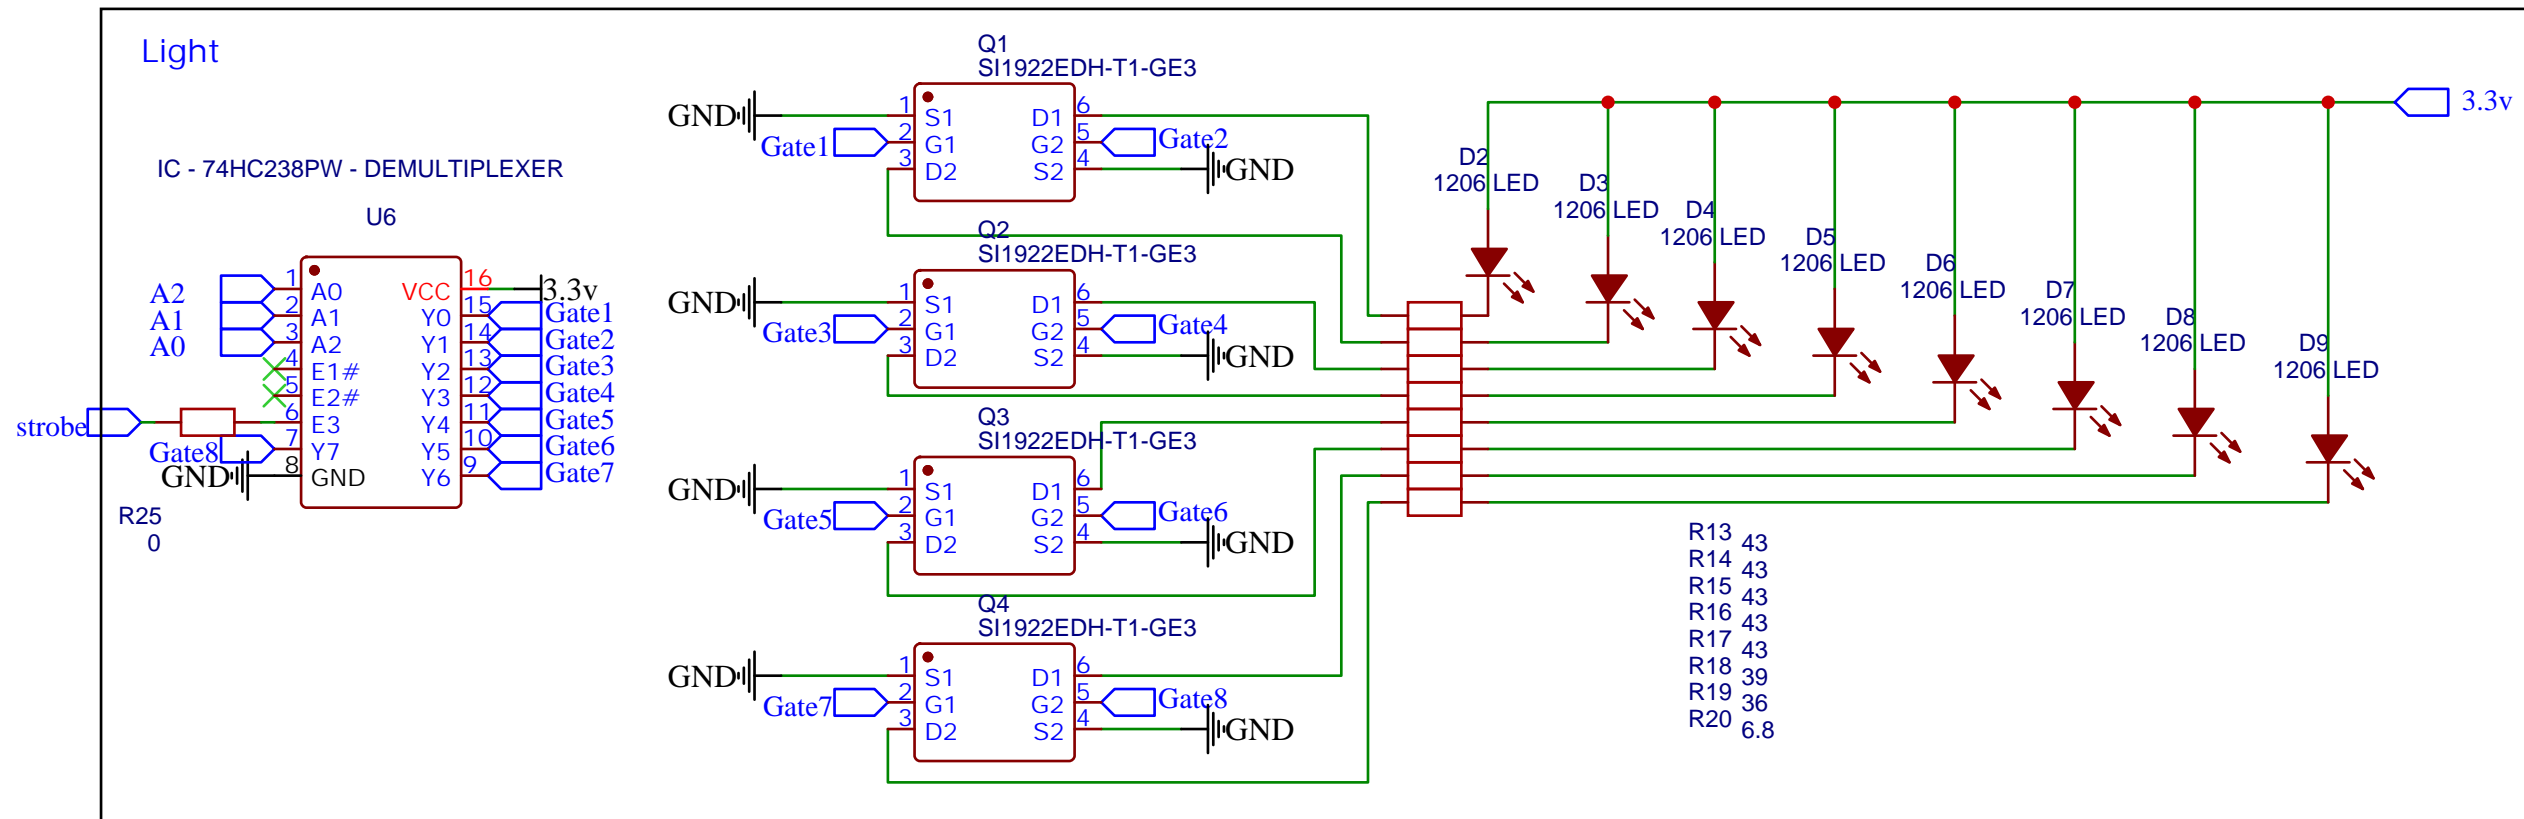 Light
IC - 74HC238PW - DEMULTIPLEXER
U6
A2
A1
A0
strobe
Gate8
GND
R25
0
1
2
3
4
5
6
7
8
A0
A1
A2
E1#
E2#
E3
Y7
GND
VCC
Y0
Y1
Y2
Y3
Y4
Y5
Y6
16
15
14
13
12
11
10
9
3.3v
Gate1
Gate2
Gate3
Gate4
Gate5
Gate6
Gate7
Q1
SI1922EDH-T1-GE3
GND
Gate1
1
2
3
S1
G1
D2
D1
G2
S2
6
5
4
Gate2
GND
Q2
SI1922EDH-T1-GE3
GND
Gate3
1
2
3
S1
G1
D2
D1
G2
S2
6
5
4
Gate4
GND
Q3
SI1922EDH-T1-GE3
GND
Gate5
1
2
3
S1
G1
D2
D1
G2
S2
6
5
4
Gate6
GND
Q4
SI1922EDH-T1-GE3
GND
Gate7
1
2
3
S1
G1
D2
D1
G2
S2
6
5
4
Gate8
GND
3.3v
D2
1206 LED
D3
1206 LED
D4
1206 LED
D5
1206 LED
D6
1206 LED
D7
1206 LED
D8
1206 LED
D9
1206 LED
R13 43
R14 43
R15 43
R16 43
R17 43
R18 39
R19 36
R20 6.8